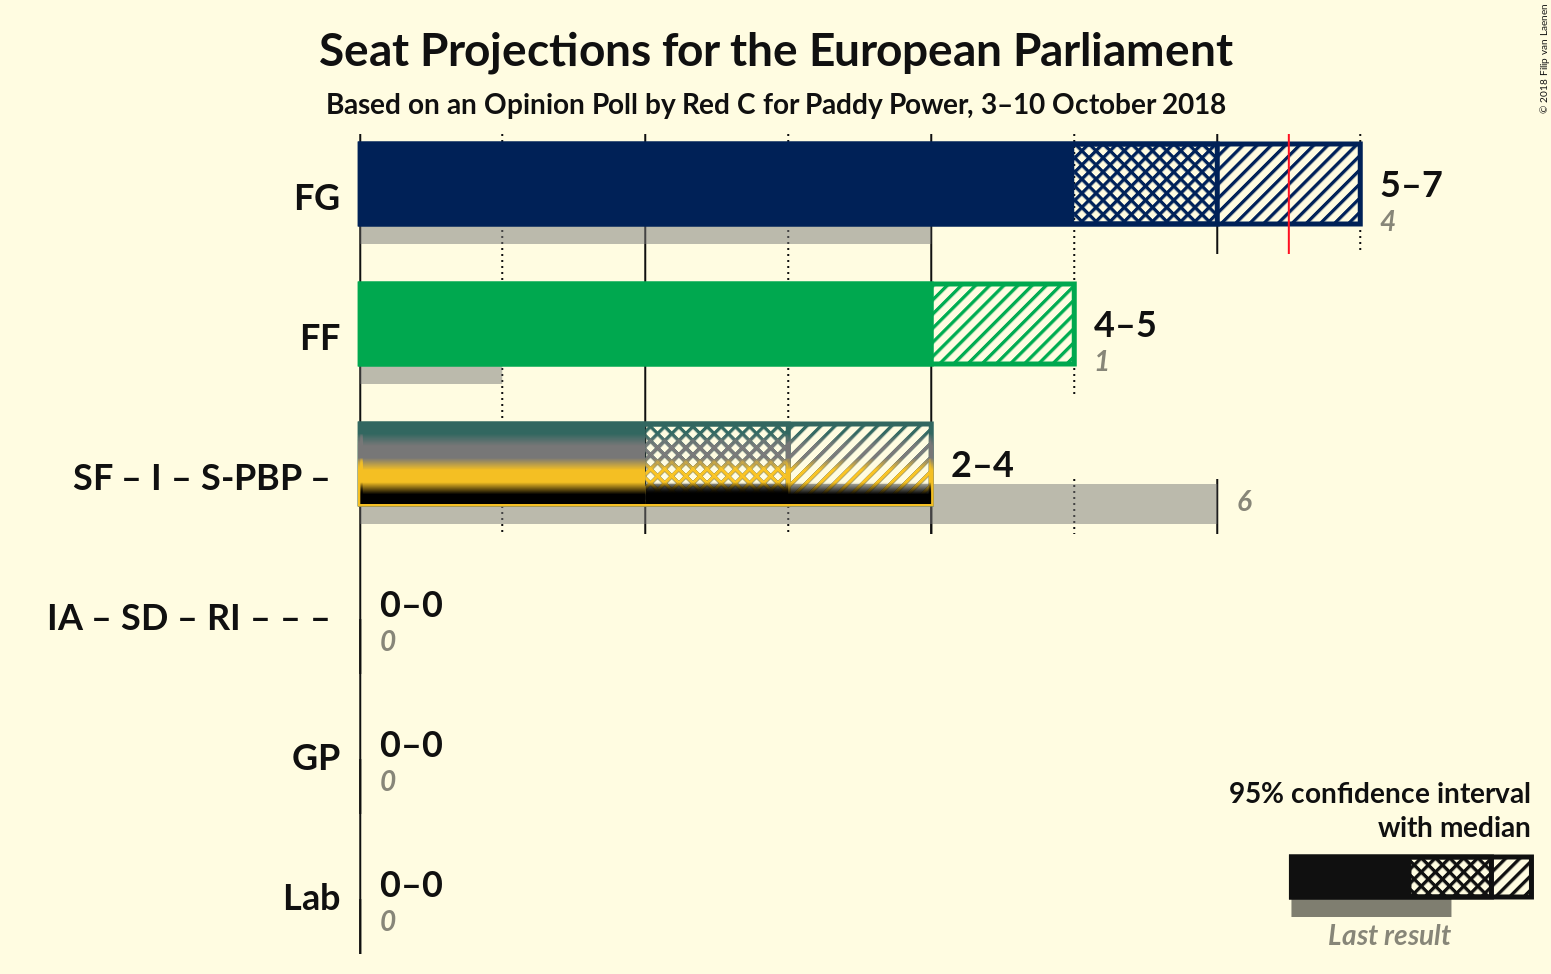 Seat Projections for the European Parliament
Based on an Opinion Poll by Red C for Paddy Power, 3–10 October 2018
© 2018 Filip van Laenen
FG
5–7
4
FF
4–5
1
SF – I – S-PBP –
2–4
6
IA – SD – RI – – –
0–0
0
GP
0–0
0
Lab
0–0
0
95% confidence interval
with median
Last result